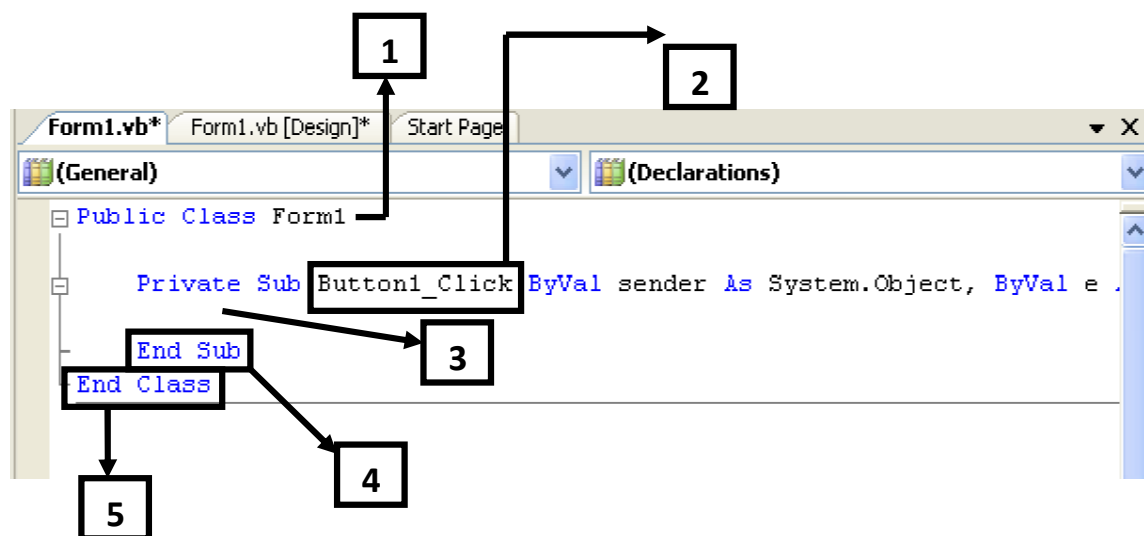 1
2
Form1.vb* Form1.vb [Design]* Start Page
(General) (Declarations)
Public Class Form1
Private Sub Button1_Click ByVal sender As System.Object, ByVal e
3
End Sub
End Class
4
5